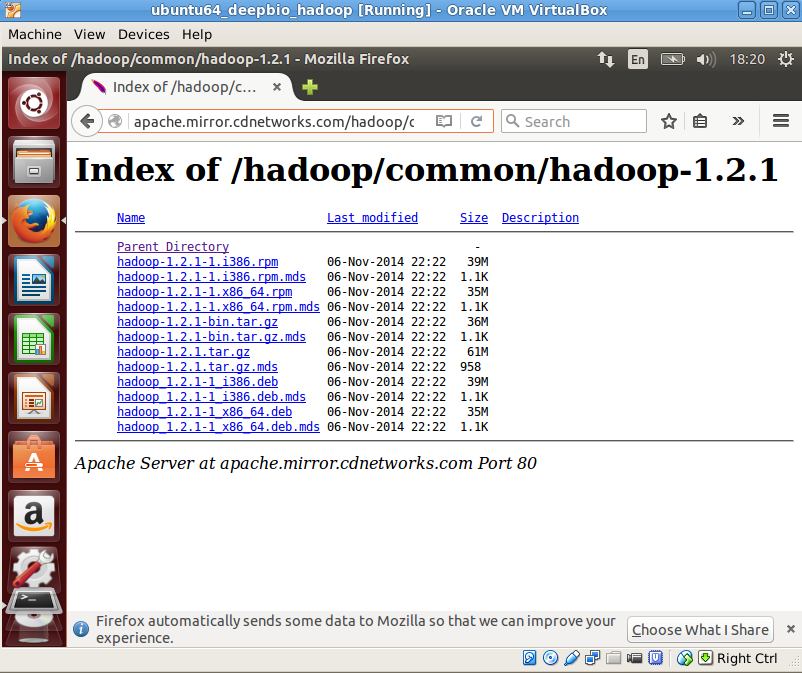 ubuntu64_deepbio_hadoop [Running] - Oracle VM VirtualBox
Machine View Devices Help
Index of /hadoop/common/hadoop-1.2.1 - Mozilla Firefox En 18:20
Index of /hadoop/c...
apache.mirror.cdnetworks.com/hadoop/c Search
Index of /hadoop/common/hadoop-1.2.1
Name Last modified Size Description
Parent Directory -
hadoop-1.2.1-1.i386.rpm 06-Nov-2014 22:22 39M
hadoop-1.2.1-1.i386.rpm.mds 06-Nov-2014 22:22 1.1K
hadoop-1.2.1-1.x86_64.rpm 06-Nov-2014 22:22 35M
hadoop-1.2.1-1.x86_64.rpm.mds 06-Nov-2014 22:22 1.1K
hadoop-1.2.1-bin.tar.gz 06-Nov-2014 22:22 36M
hadoop-1.2.1-bin.tar.gz.mds 06-Nov-2014 22:22 1.1K
hadoop-1.2.1.tar.gz 06-Nov-2014 22:22 61M
hadoop-1.2.1.tar.gz.mds 06-Nov-2014 22:22 958
hadoop_1.2.1-1_i386.deb 06-Nov-2014 22:22 39M
hadoop_1.2.1-1_i386.deb.mds 06-Nov-2014 22:22 1.1K
hadoop_1.2.1-1_x86_64.deb 06-Nov-2014 22:22 35M
hadoop_1.2.1-1_x86_64.deb.mds 06-Nov-2014 22:22 1.1K
Apache Server at apache.mirror.cdnetworks.com Port 80
Firefox automatically sends some data to Mozilla so that we can improve your
experience.
Choose What I Share
Right Ctrl